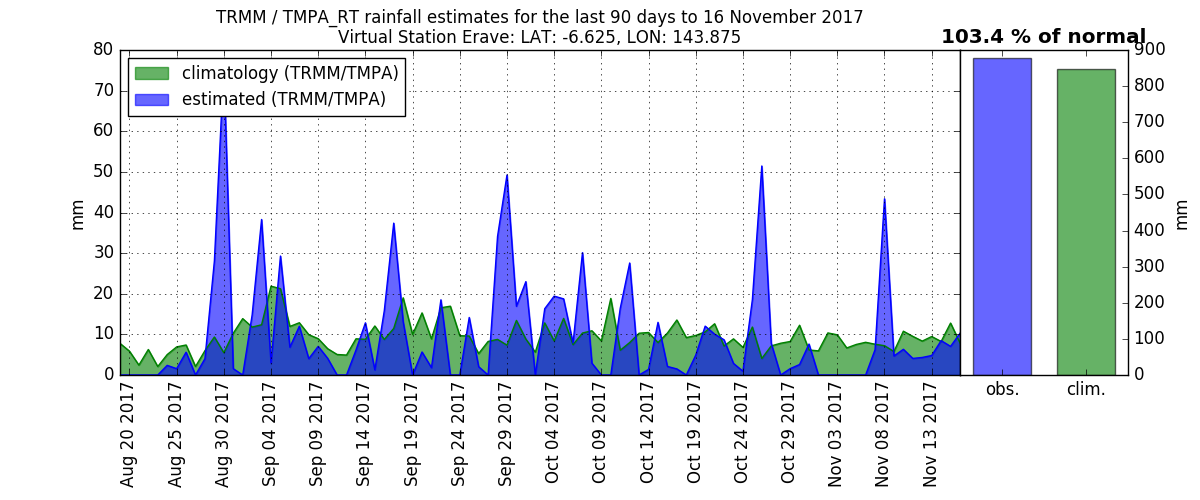 TRMM / TMPA_RT rainfall estimates for the last 90 days to 16 November 2017
Virtual Station Erave: LAT: -6.625, LON: 143.875
103.4 % of normal
climatology (TRMM/TMPA)
estimated (TRMM/TMPA)
80
70
60
50
40
30
20
10
0
mm
900
800
700
600
500
400
300
200
100
0
mm
Aug 20 2017
Aug 25 2017
Aug 30 2017
Sep 04 2017
Sep 09 2017
Sep 14 2017
Sep 19 2017
Sep 24 2017
Sep 29 2017
Oct 04 2017
Oct 09 2017
Oct 14 2017
Oct 19 2017
Oct 24 2017
Oct 29 2017
Nov 03 2017
Nov 08 2017
Nov 13 2017
obs.
clim.